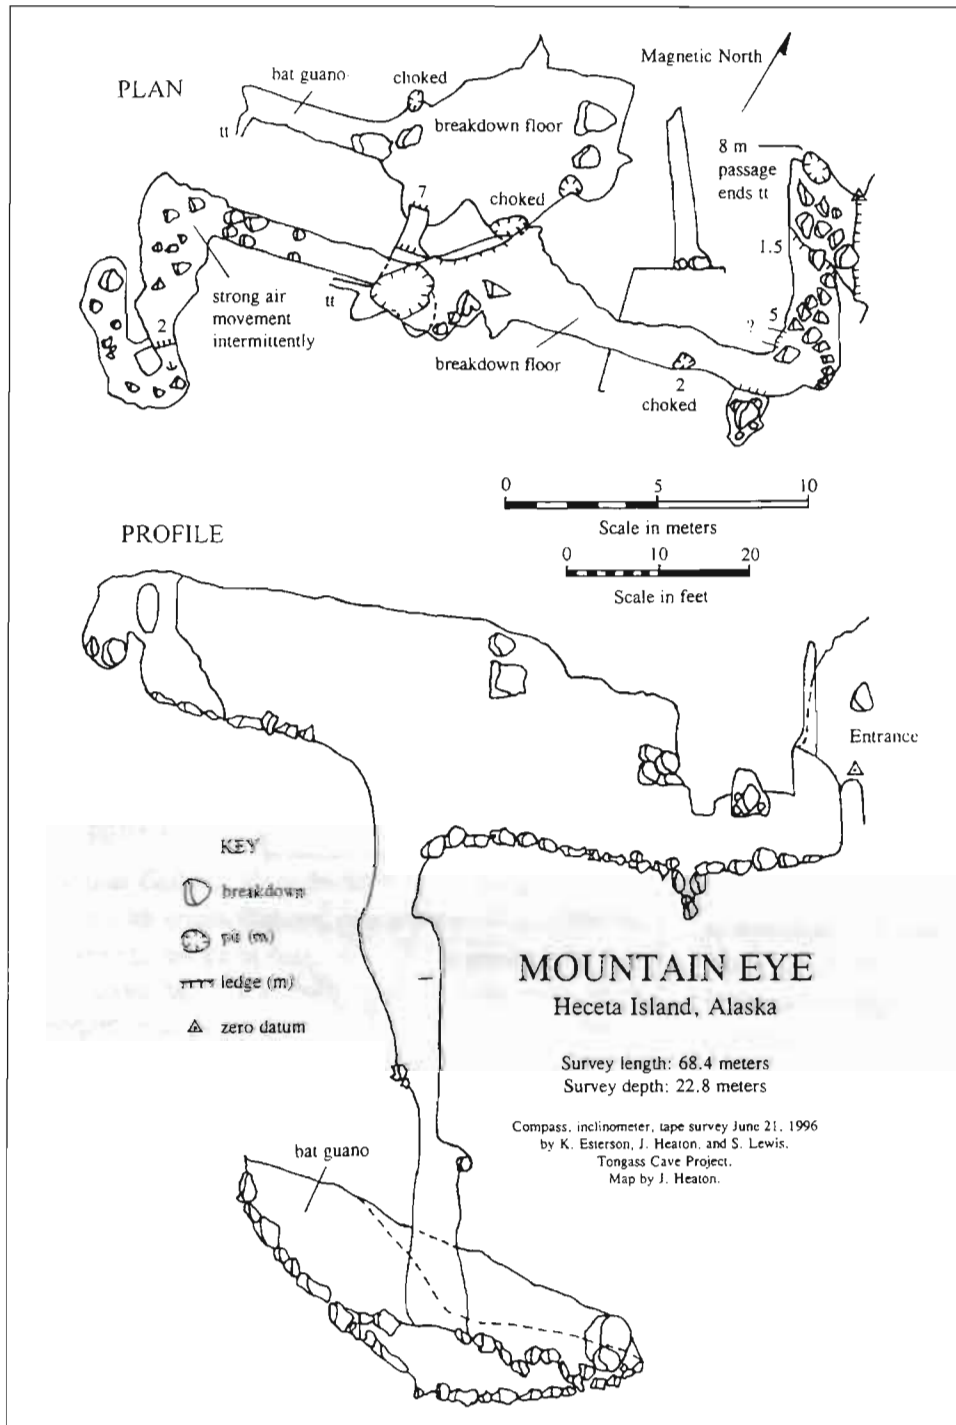 PLAN
bat guano
choked
Magnetic North
tt
breakdown floor
8 m
passage
ends tt
7
choked
1.5
strong air
movement
intermittently
tt
2
5
?
breakdown floor
2
choked
0 5 10
Scale in meters
PROFILE
0 10 20
Scale in feet
Entrance
KEY
breakdown
pit (m)
ledge (m)
zero datum
MOUNTAIN EYE
Heceta Island, Alaska
Survey length: 68.4 meters
Survey depth: 22.8 meters
Compass, inclinometer, tape survey June 21, 1996
by K. Esterson, J. Heaton, and S. Lewis.
Tongass Cave Project.
Map by J. Heaton.
bat guano